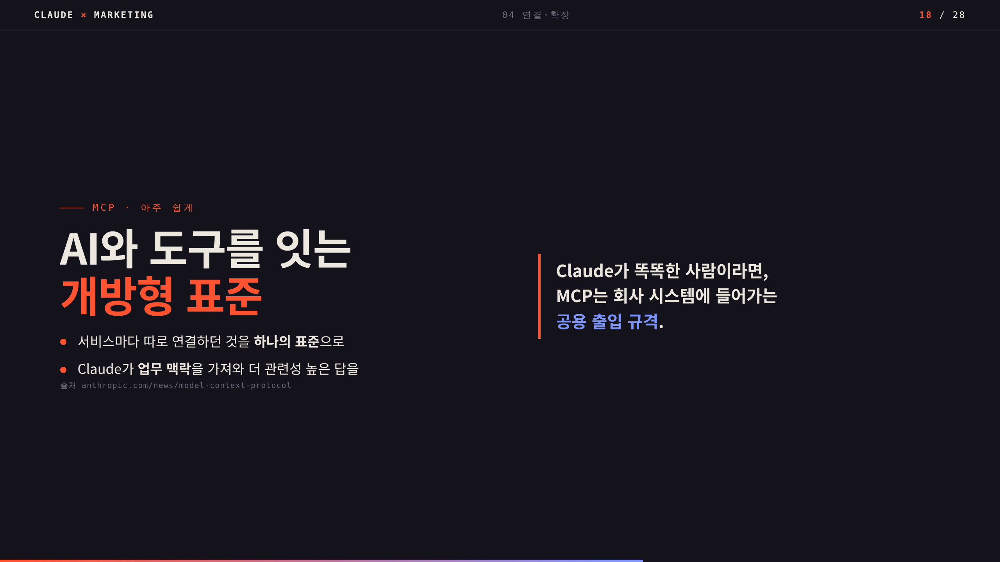 CLAUDE × MARKETING
04 연결·확장
18 / 28
MCP · 아주 쉽게
AI와 도구를 잇는
개방형 표준
서비스마다 따로 연결하던 것을 하나의 표준으로
Claude가 업무 맥락을 가져와 더 관련성 높은 답을
출처 anthropic.com/news/model-context-protocol
Claude가 똑똑한 사람이라면,
MCP는 회사 시스템에 들어가는
공용 출입 규격.